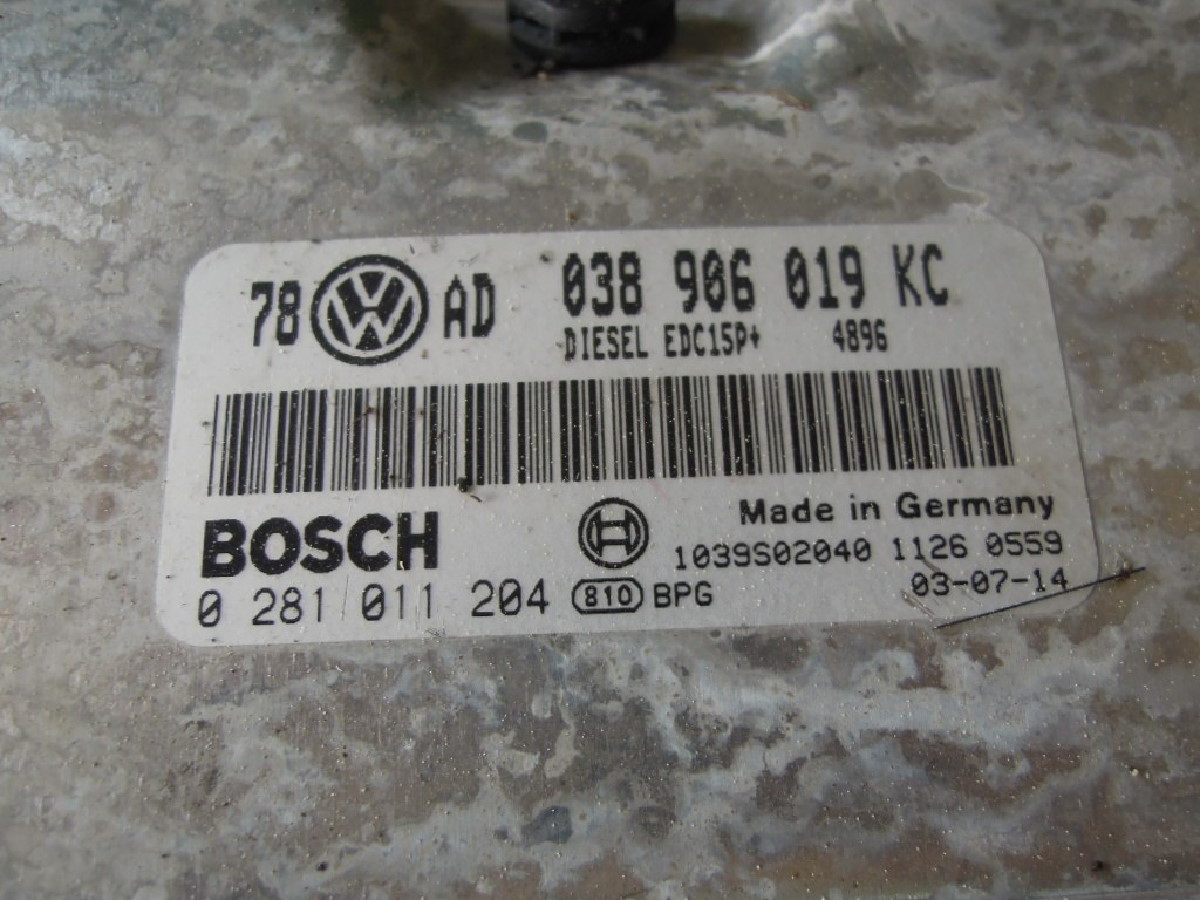 78 VW AD 038 906 019 KC
DIESEL EDC15P+ 4896
BOSCH
Made in Germany
1039S02040 1126 0559
0 281 011 204 810 BPG
03-07-14